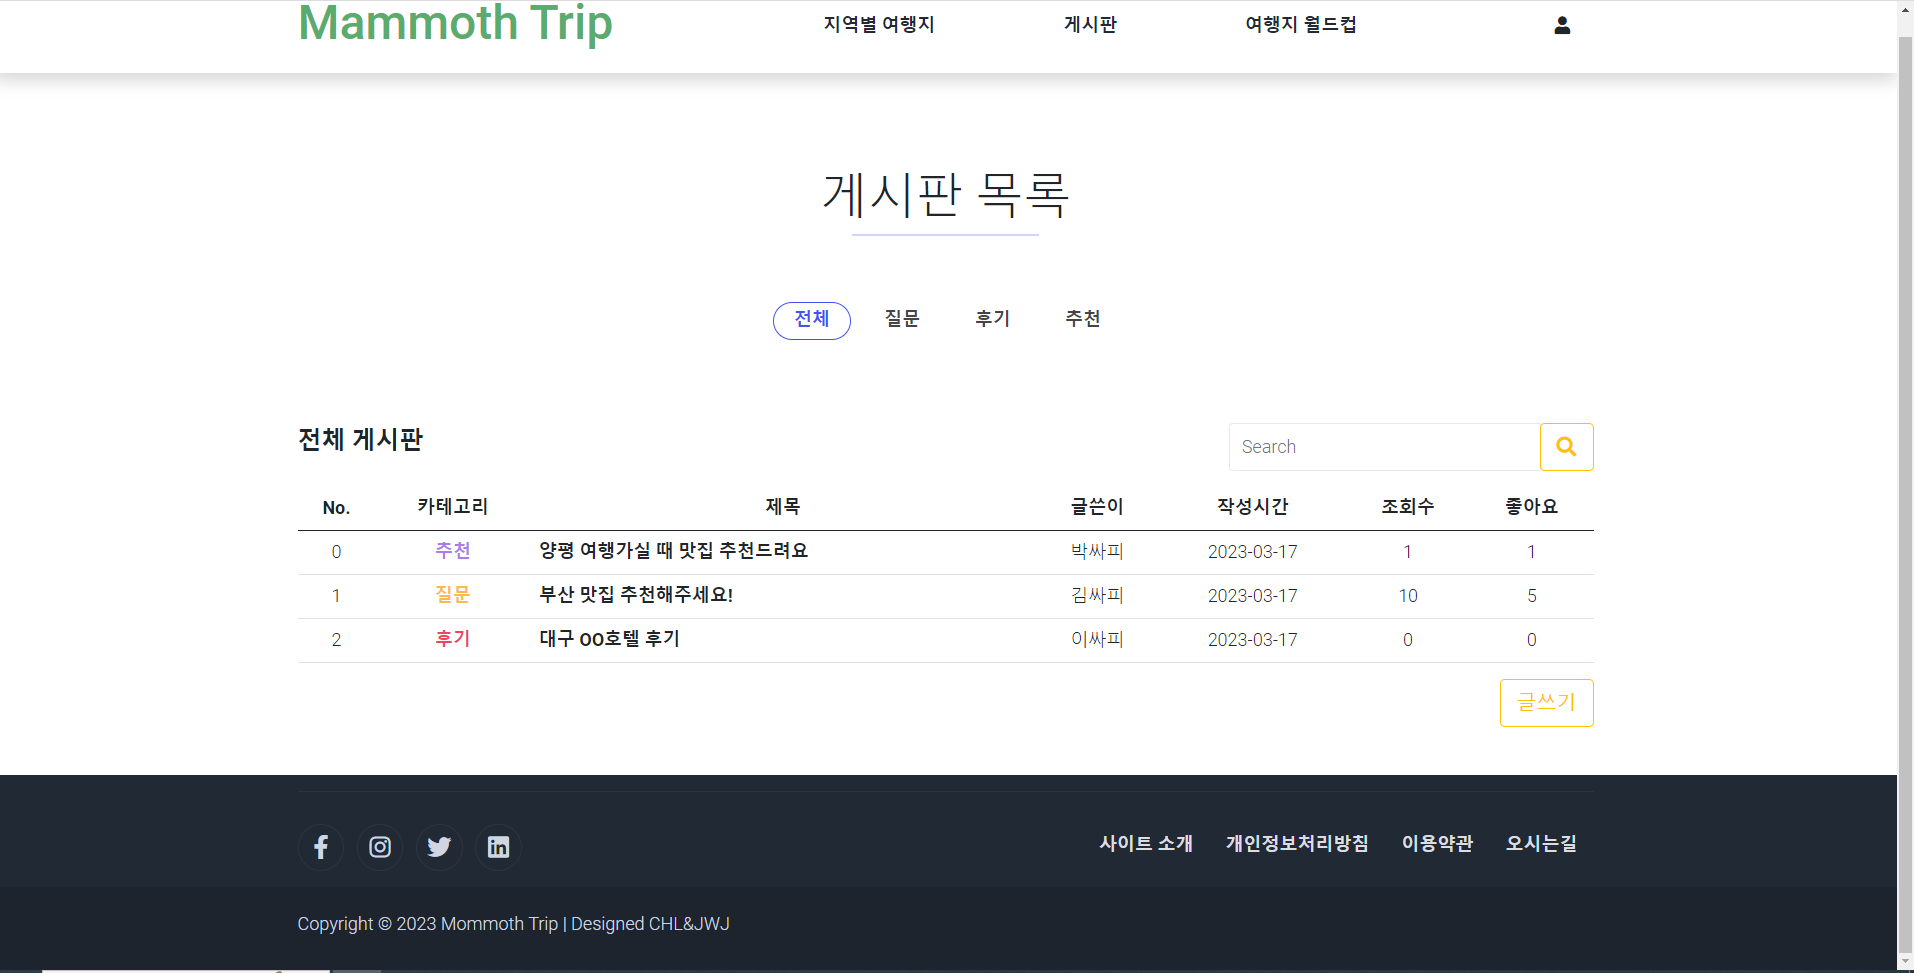 Mammoth Trip 지역별 여행지 게시판 여행지 월드컵
게시판 목록
전체 질문 후기 추천
전체 게시판 Search
No. 카테고리 제목 글쓴이 작성시간 조회수 좋아요
0 추천 양평 여행가실 때 맛집 추천드려요 박싸피 2023-03-17 1 1
1 질문 부산 맛집 추천해주세요! 김싸피 2023-03-17 10 5
2 후기 대구 OO호텔 후기 이싸피 2023-03-17 0 0
글쓰기
사이트 소개 개인정보처리방침 이용약관 오시는길
Copyright © 2023 Mommoth Trip | Designed CHL&JWJ